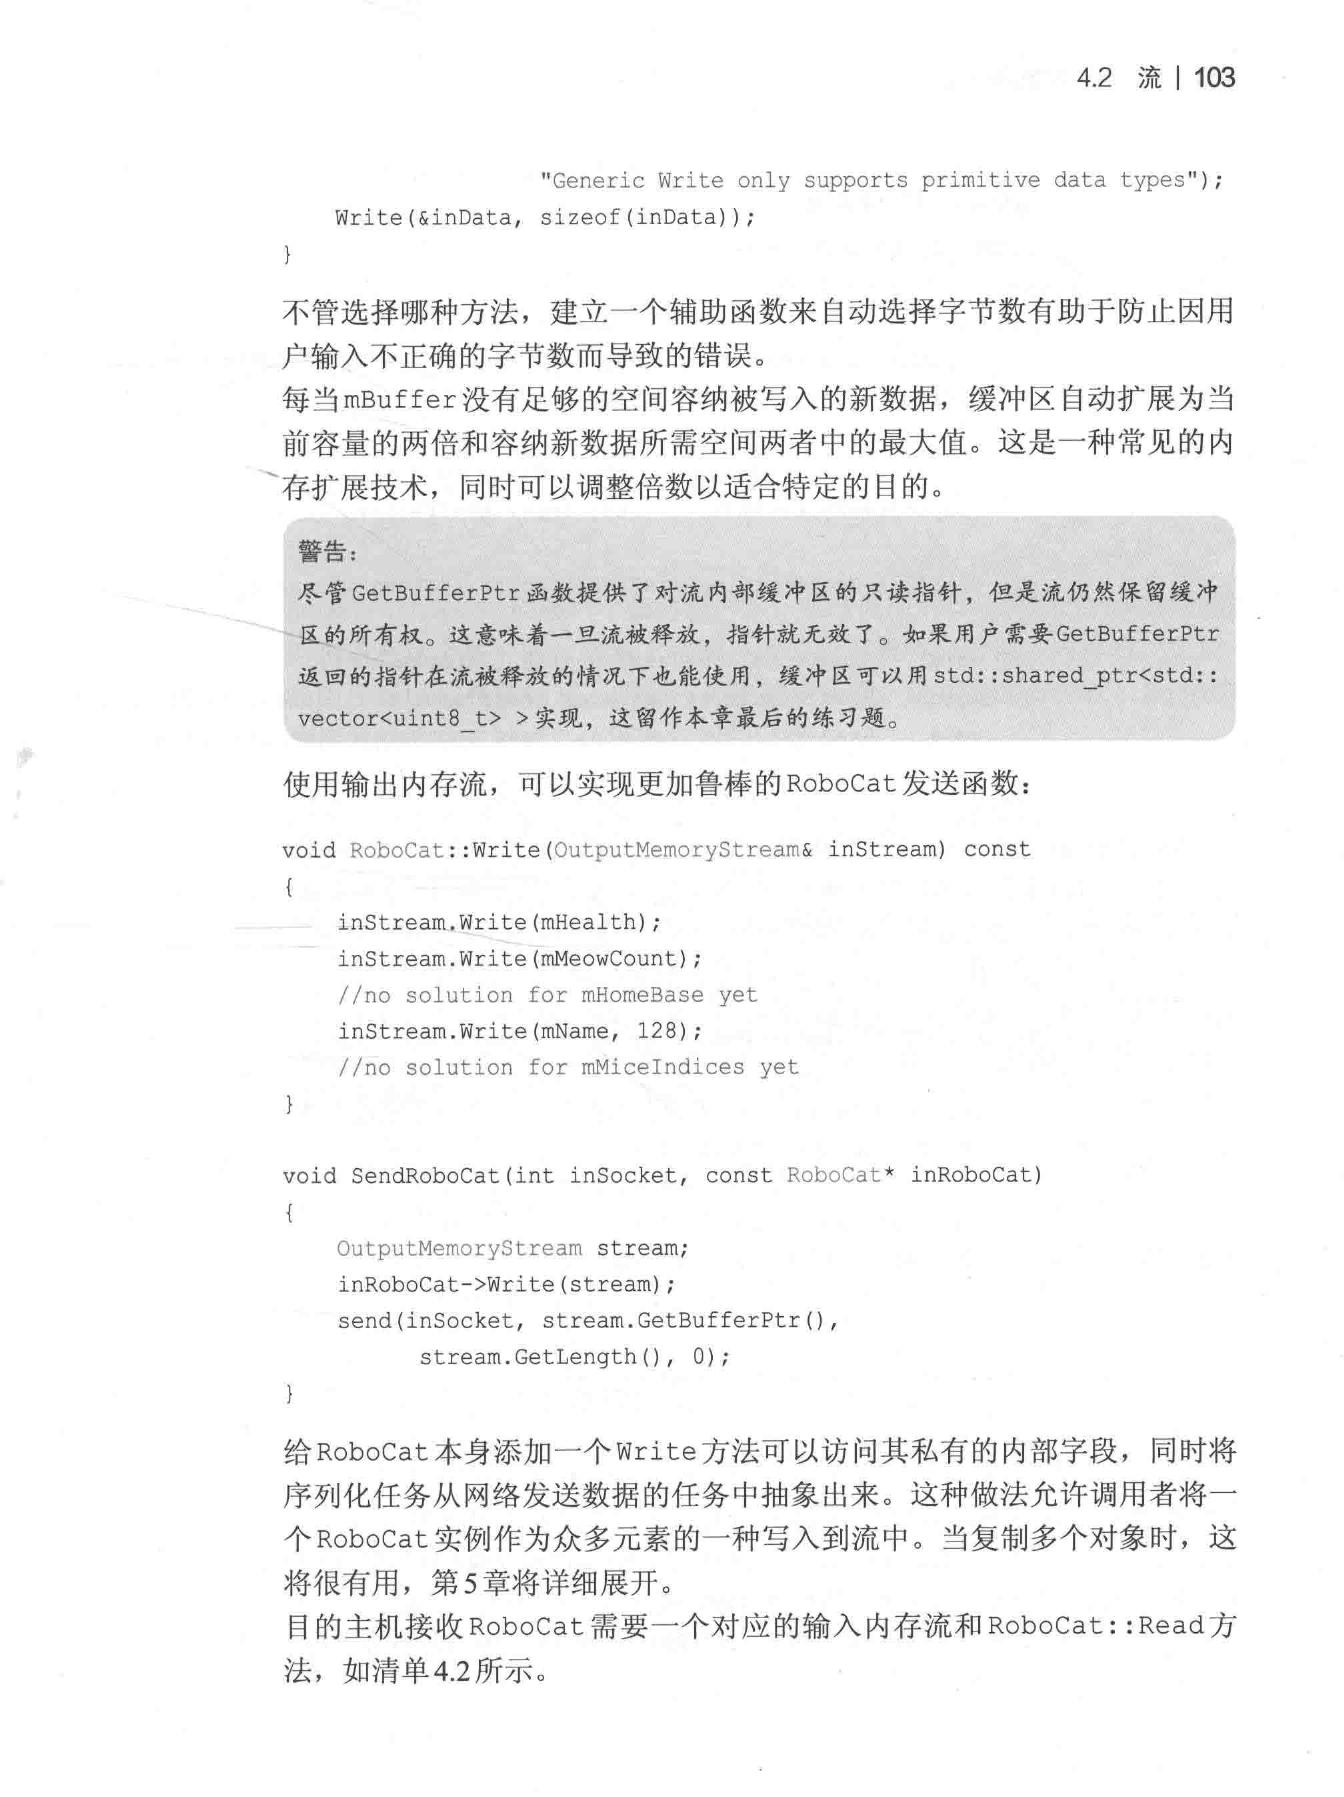 4.2 流 | 103
"Generic Write only supports primitive data types");
Write(&inData, sizeof(inData));
}
不管选择哪种方法，建立一个辅助函数来自动选择字节数有助于防止因用
户输入不正确的字节数而导致的错误。
每当mBuffer没有足够的空间容纳被写入的新数据，缓冲区自动扩展为当
前容量的两倍和容纳新数据所需空间两者中的最大值。这是一种常见的内
存扩展技术，同时可以调整倍数以适合特定的目的。
警告：
尽管GetBufferPtr函数提供了对流内部缓冲区的只读指针，但是流仍然保留缓冲
区的所有权。这意味着一旦流被释放，指针就无效了。如果用户需要GetBufferPtr
返回的指针在流被释放的情况下也能使用，缓冲区可以用std::shared_ptr<std::
vector<uint8_t> >实现，这留作本章最后的练习题。
使用输出内存流，可以实现更加鲁棒的RoboCat发送函数：
void RoboCat::Write(OutputMemoryStream& inStream) const
{
inStream.Write(mHealth);
inStream.Write(mMeowCount);
//no solution for mHomeBase yet
inStream.Write(mName, 128);
//no solution for mMiceIndices yet
}
void SendRoboCat(int inSocket, const RoboCat* inRoboCat)
{
OutputMemoryStream stream;
inRoboCat->Write(stream);
send(inSocket, stream.GetBufferPtr(),
stream.GetLength(), 0);
}
给RoboCat本身添加一个Write方法可以访问其私有的内部字段，同时将
序列化任务从网络发送数据的任务中抽象出来。这种做法允许调用者将一
个RoboCat实例作为众多元素的一种写入到流中。当复制多个对象时，这
将很有用，第5章将详细展开。
目的主机接收RoboCat需要一个对应的输入内存流和RoboCat::Read方
法，如清单4.2所示。